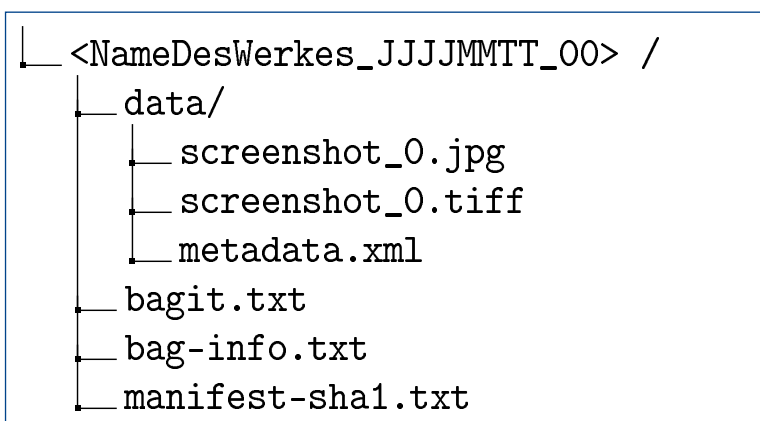 <NameDesWerkes_JJJJMMTT_00> /
data/
screenshot_0.jpg
screenshot_0.tiff
metadata.xml
bagit.txt
bag-info.txt
manifest-sha1.txt